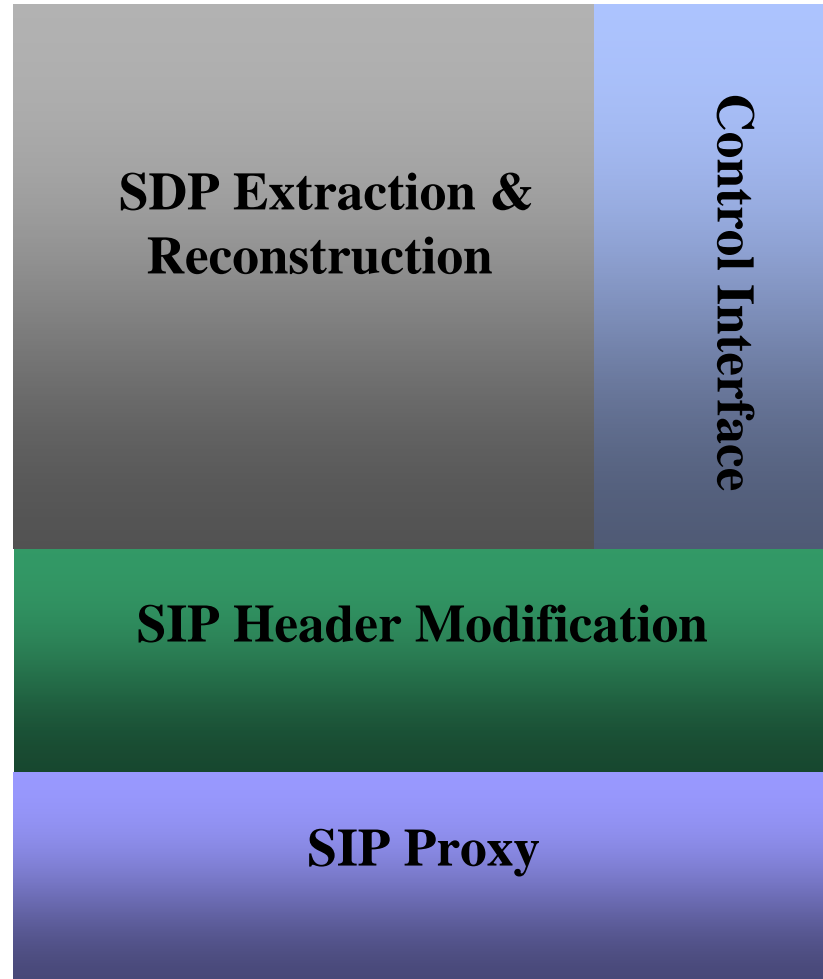 SDP Extraction &
Reconstruction
Control Interface
SIP Header Modification
SIP Proxy